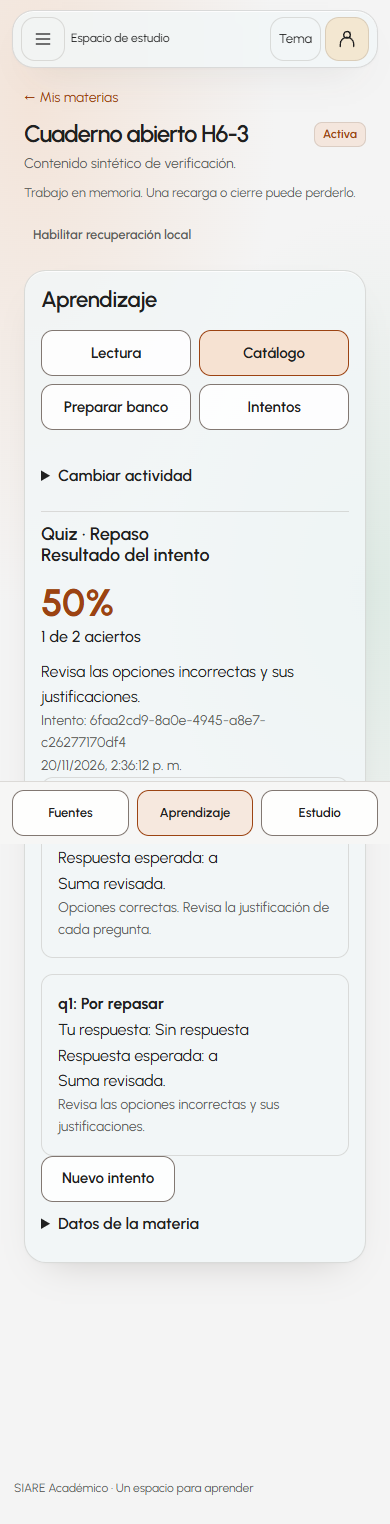 Espacio de estudio
Tema
← Mis materias
Cuaderno abierto H6-3
Activa
Contenido sintético de verificación.
Trabajo en memoria. Una recarga o cierre puede perderlo.
Habilitar recuperación local
Aprendizaje
Lectura
Catálogo
Preparar banco
Intentos
Cambiar actividad
Quiz · Repaso
Resultado del intento
50%
1 de 2 aciertos
Revisa las opciones incorrectas y sus
justificaciones.
Intento: 6faa2cd9-8a0e-4945-a8e7-
c26277170df4
20/11/2026, 2:36:12 p. m.
Fuentes
Aprendizaje
Estudio
Respuesta esperada: a
Suma revisada.
Opciones correctas. Revisa la justificación de
cada pregunta.
q1: Por repasar
Tu respuesta: Sin respuesta
Respuesta esperada: a
Suma revisada.
Revisa las opciones incorrectas y sus
justificaciones.
Nuevo intento
Datos de la materia
SIARE Académico · Un espacio para aprender